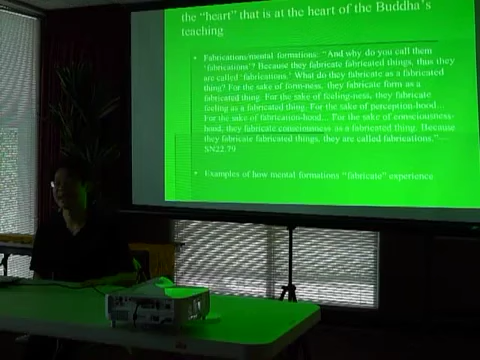 the "heart" that is at the heart of the Buddha's
teaching
• Fabrications/mental formations: "And why do you call them
'fabrications'? Because they fabricate fabricated things, thus they
are called 'fabrications.' What do they fabricate as a fabricated
thing? For the sake of form-ness, they fabricate form as a
fabricated thing. For the sake of feeling-ness, they fabricate
feeling as a fabricated thing. For the sake of perception-hood...
For the sake of fabrication-hood... For the sake of consciousness-
hood, they fabricate consciousness as a fabricated thing. Because
they fabricate fabricated things, they are called fabrications."—
SN22.79
• Examples of how mental formations "fabricate" experience